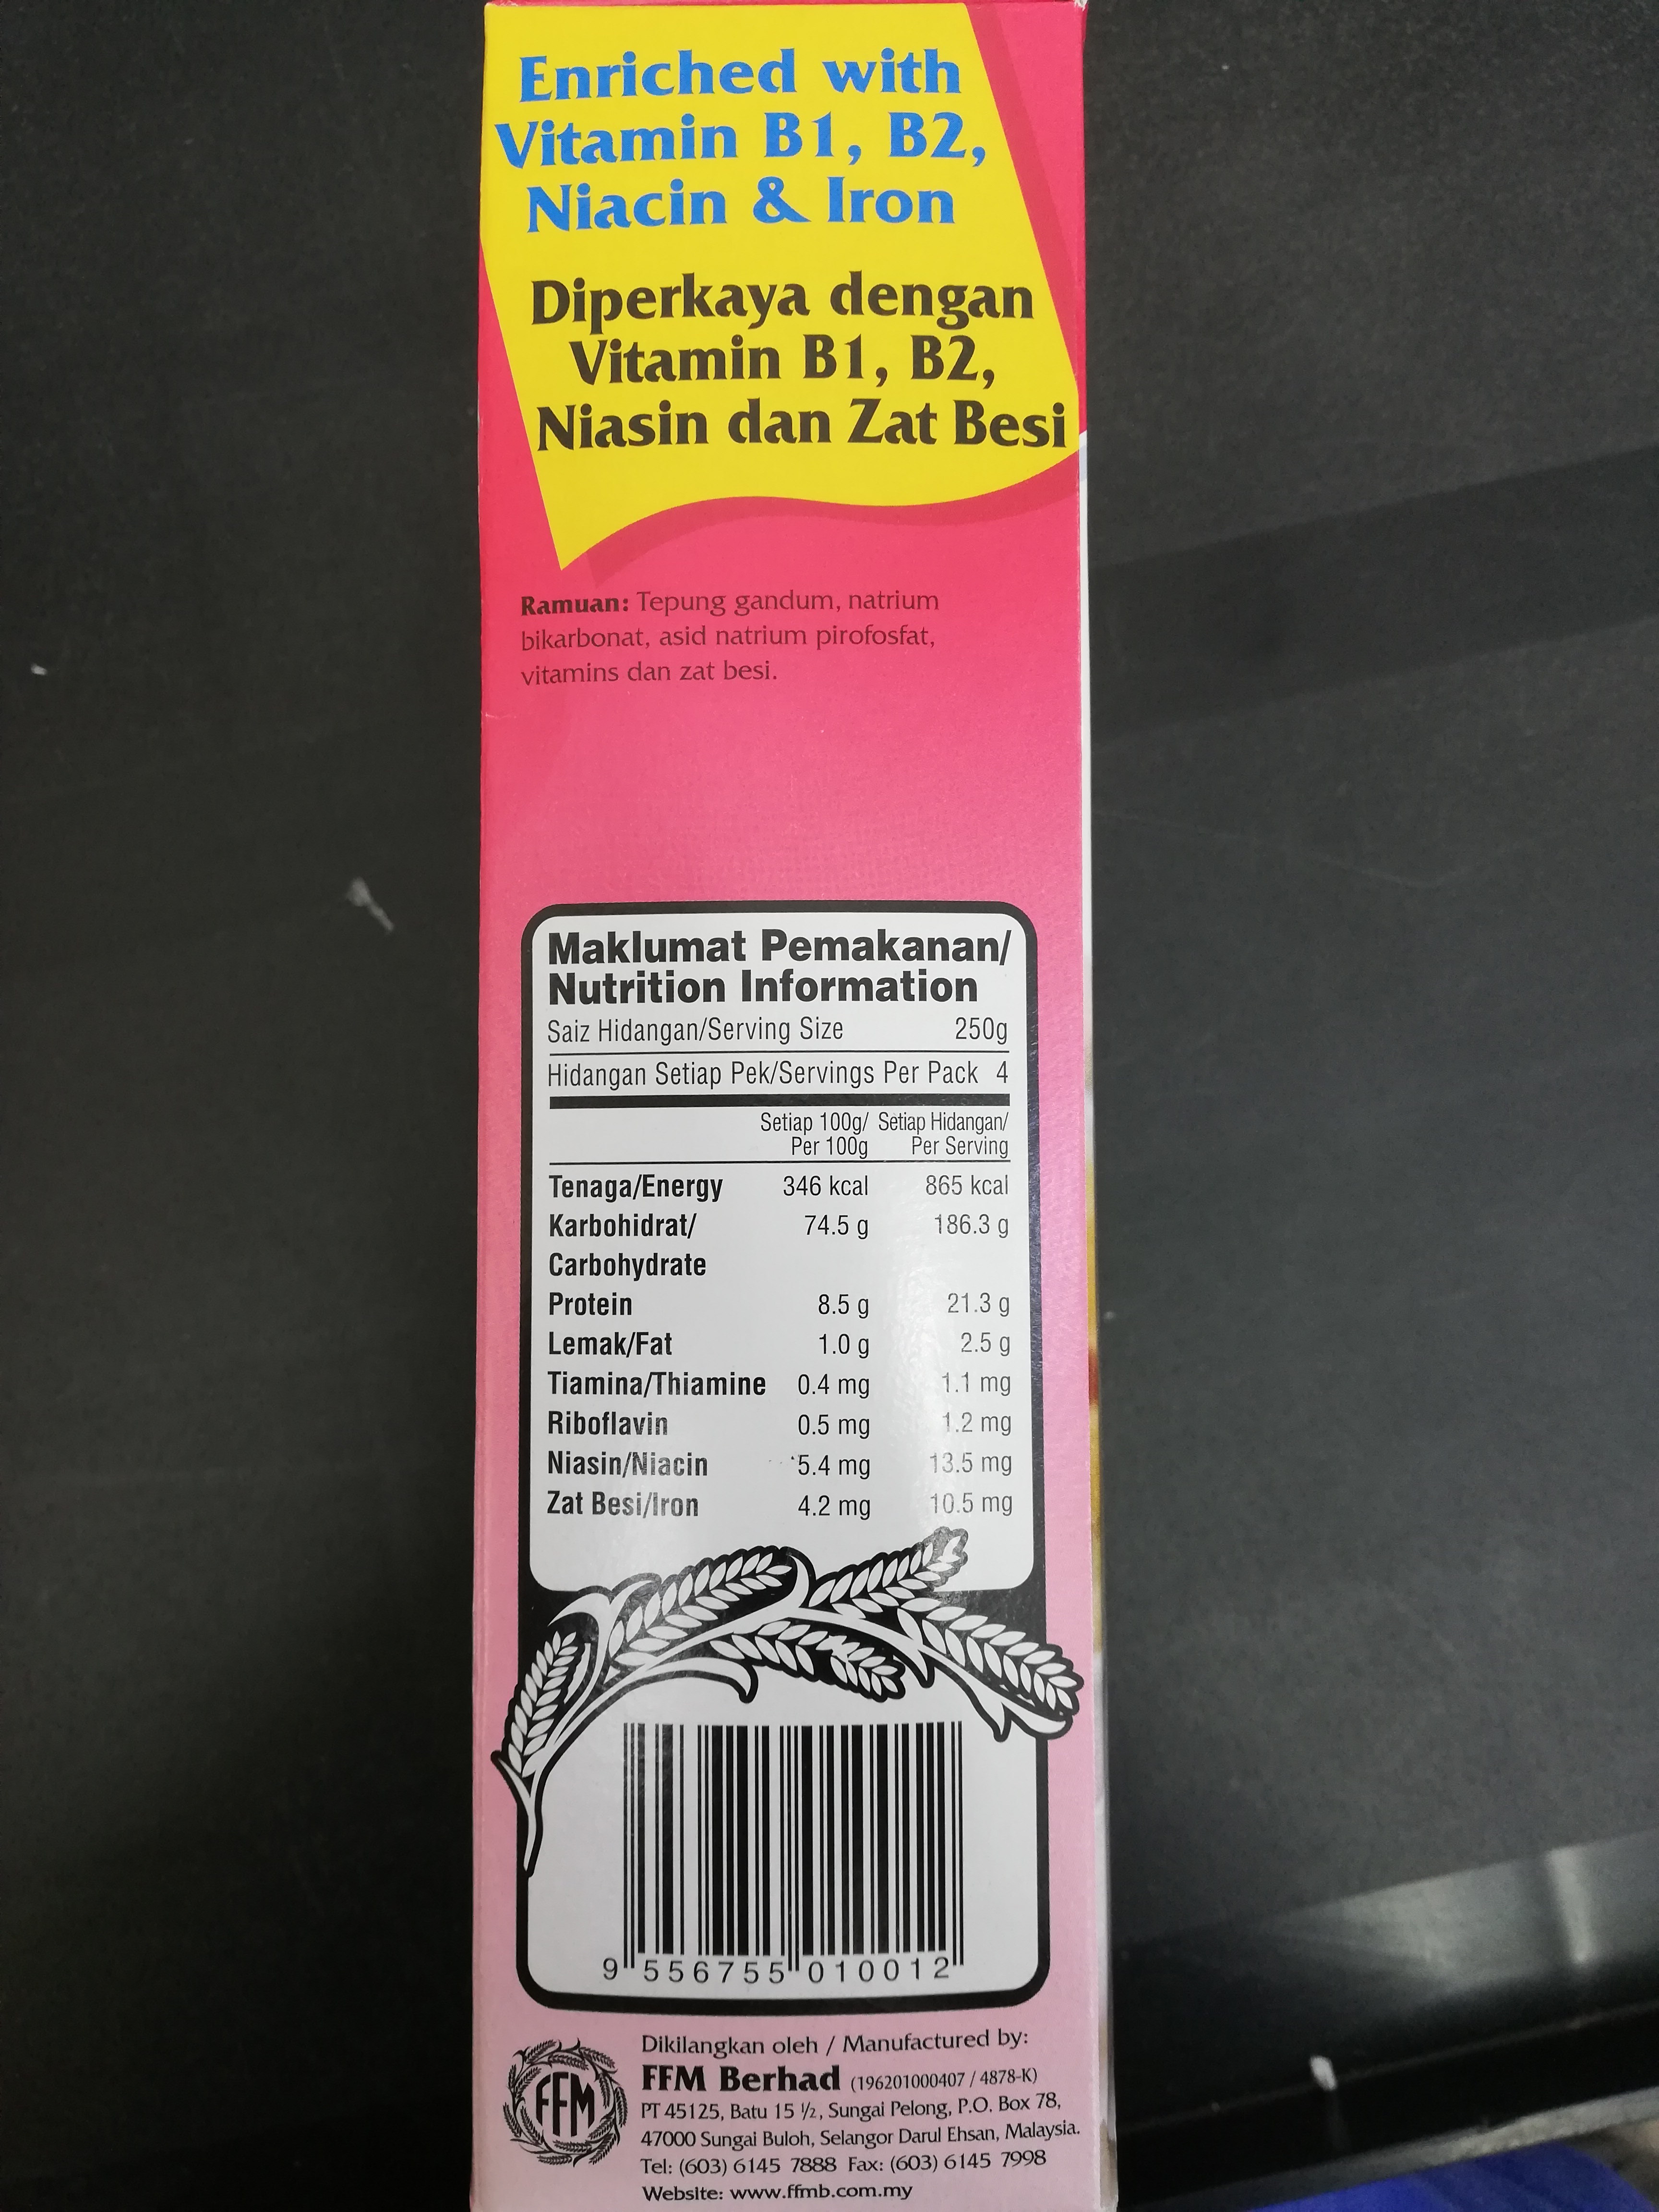 Enriched with
Vitamin B1, B2,
Niacin & Iron
Diperkaya dengan
Vitamin B1, B2,
Niasin dan Zat Besi
Ramuan: Tepung gandum, natrium
bikarbonat, asid natrium pirofosfat,
vitamins dan zat besi.
Maklumat Pemakanan/
Nutrition Information
Saiz Hidangan/Serving Size 250g
Hidangan Setiap Pek/Servings Per Pack 4
Setiap 100g/ Setiap Hidangan/
Per 100g Per Serving
Tenaga/Energy 346 kcal 865 kcal
Karbohidrat/ 74.5 g 186.3 g
Carbohydrate
Protein 8.5 g 21.3 g
Lemak/Fat 1.0 g 2.5 g
Tiamina/Thiamine 0.4 mg 1.1 mg
Riboflavin 0.5 mg 1.2 mg
Niasin/Niacin 5.4 mg 13.5 mg
Zat Besi/Iron 4.2 mg 10.5 mg
9 556755 010012
Dikilangkan oleh / Manufactured by:
FFM Berhad (196201000407 / 4878-K)
PT 45125, Batu 15 ½, Sungai Pelong, P.O. Box 78,
47000 Sungai Buloh, Selangor Darul Ehsan, Malaysia.
Tel: (603) 6145 7888 Fax: (603) 6145 7998
Website: www.ffmb.com.my
FFM